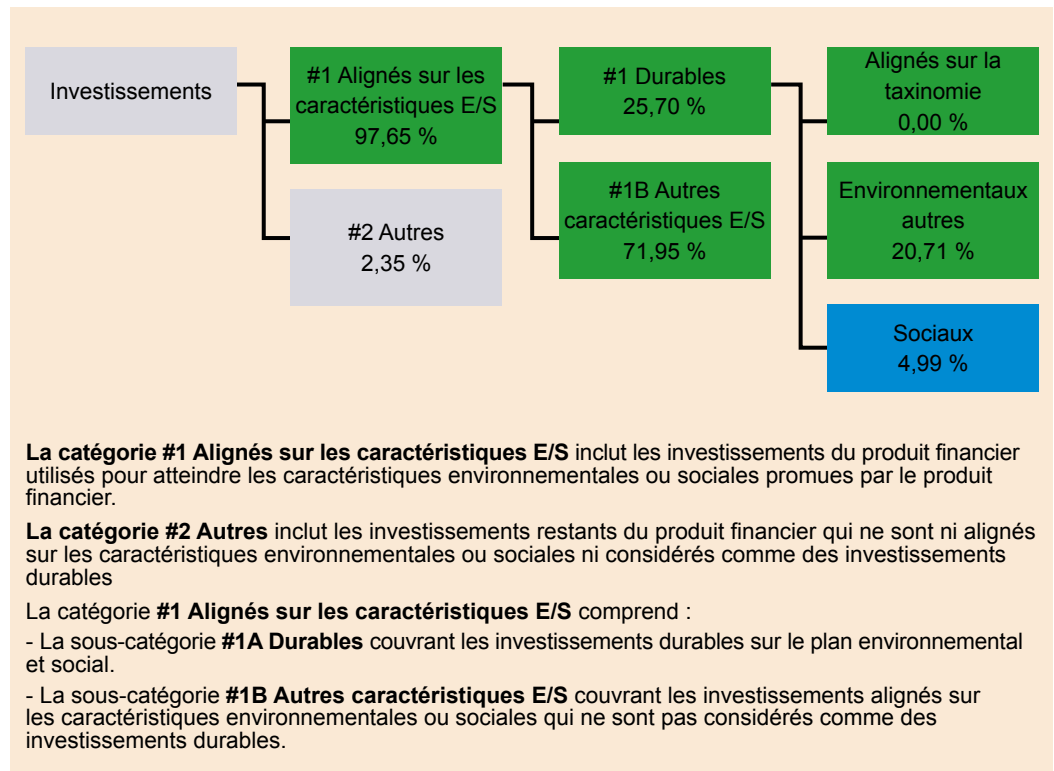 Investissements
#1 Alignés sur les
caractéristiques E/S
97,65 %
#2 Autres
2,35 %
#1 Durables
25,70 %
#1B Autres
caractéristiques E/S
71,95 %
Alignés sur la
taxinomie
0,00 %
Environnementaux
autres
20,71 %
Sociaux
4,99 %
La catégorie #1 Alignés sur les caractéristiques E/S inclut les investissements du produit financier
utilisés pour atteindre les caractéristiques environnementales ou sociales promues par le produit
financier.
La catégorie #2 Autres inclut les investissements restants du produit financier qui ne sont ni alignés
sur les caractéristiques environnementales ou sociales ni considérés comme des investissements
durables
La catégorie #1 Alignés sur les caractéristiques E/S comprend :
- La sous-catégorie #1A Durables couvrant les investissements durables sur le plan environnemental
et social.
- La sous-catégorie #1B Autres caractéristiques E/S couvrant les investissements alignés sur
les caractéristiques environnementales ou sociales qui ne sont pas considérés comme des
investissements durables.